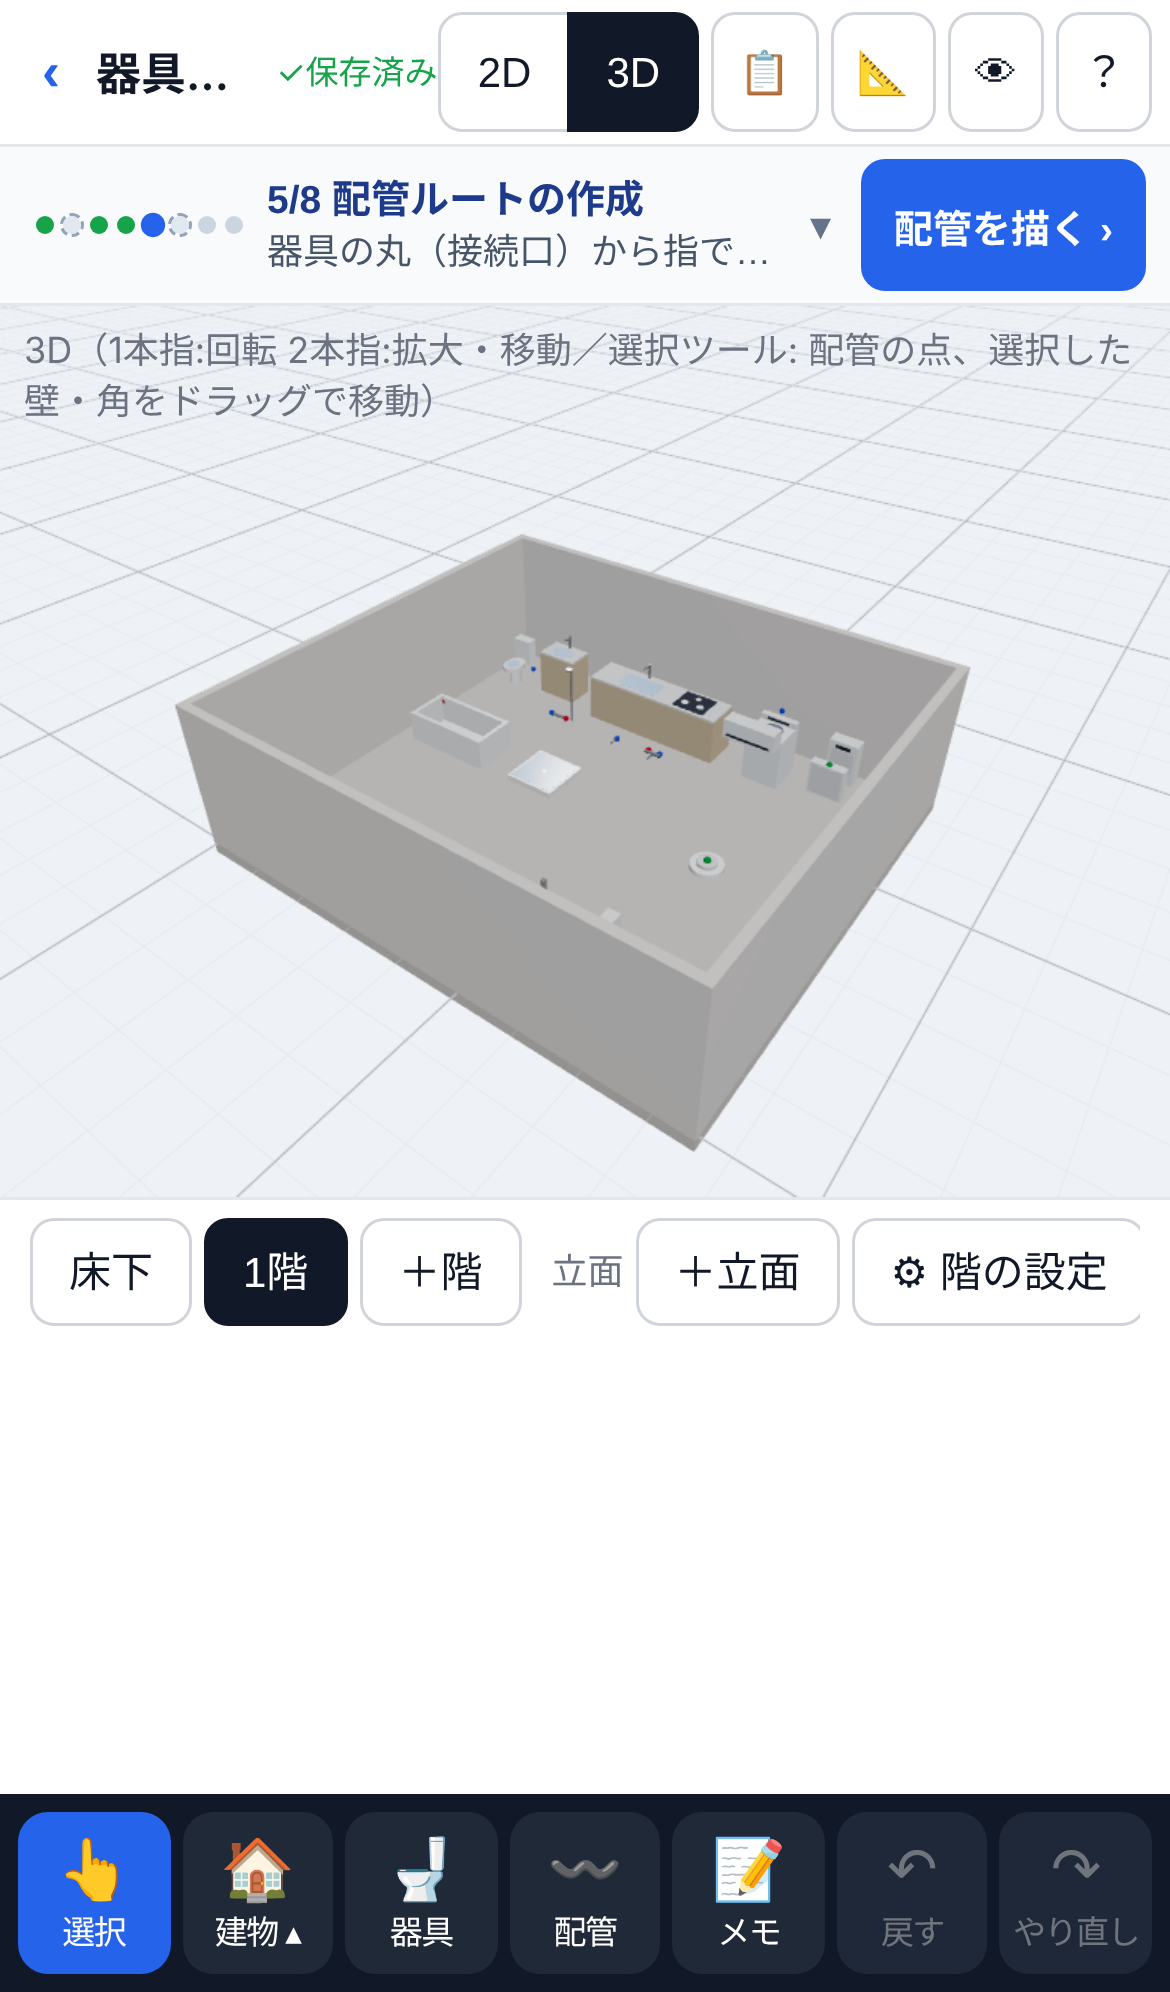 ‹ 器具… ✓保存済み 2D 3D ?
5/8 配管ルートの作成
器具の丸（接続口）から指で… ▼
配管を描く ›
3D（1本指:回転 2本指:拡大・移動／選択ツール: 配管の点、選択した
壁・角をドラッグで移動）
床下 1階 ＋階 立面 ＋立面 ⚙ 階の設定
選択 建物▲ 器具 配管 メモ 戻す やり直し